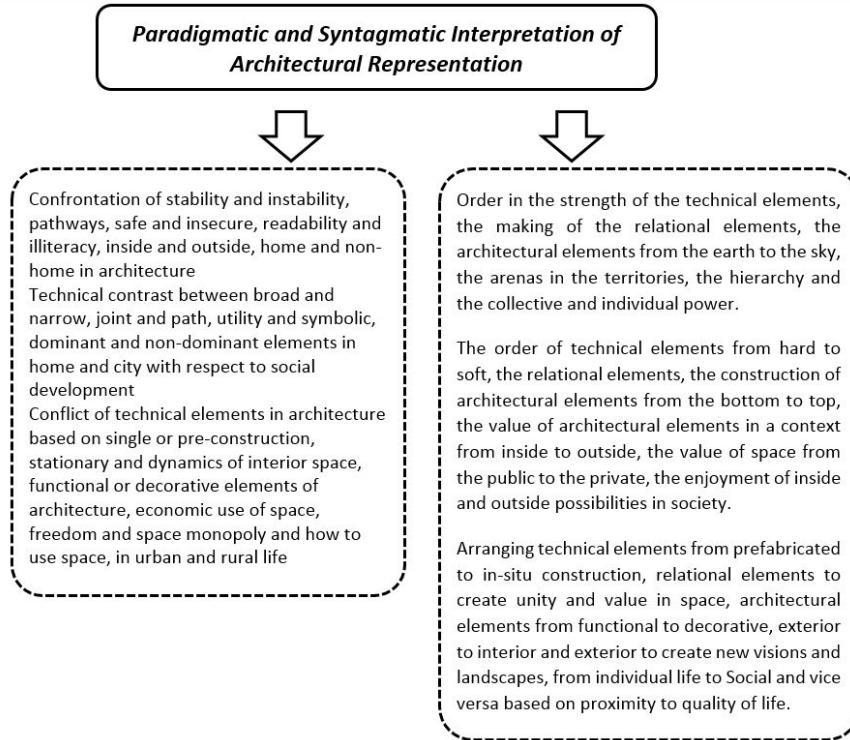 Paradigmatic and Syntagmatic Interpretation of
Architectural Representation
Confrontation of stability and instability,
pathways, safe and insecure, readability and
illiteracy, inside and outside, home and non-
home in architecture
Technical contrast between broad and
narrow, joint and path, utility and symbolic,
dominant and non-dominant elements in
home and city with respect to social
development
Conflict of technical elements in architecture
based on single or pre-construction,
stationary and dynamics of interior space,
functional or decorative elements of
architecture, economic use of space,
freedom and space monopoly and how to
use space, in urban and rural life
Order in the strength of the technical elements,
the making of the relational elements, the
architectural elements from the earth to the sky,
the arenas in the territories, the hierarchy and
the collective and individual power.
The order of technical elements from hard to
soft, the relational elements, the construction of
architectural elements from the bottom to top,
the value of architectural elements in a context
from inside to outside, the value of space from
the public to the private, the enjoyment of inside
and outside possibilities in society.
Arranging technical elements from prefabricated
to in-situ construction, relational elements to
create unity and value in space, architectural
elements from functional to decorative, exterior
to interior and exterior to create new visions and
landscapes, from individual life to Social and vice
versa based on proximity to quality of life.